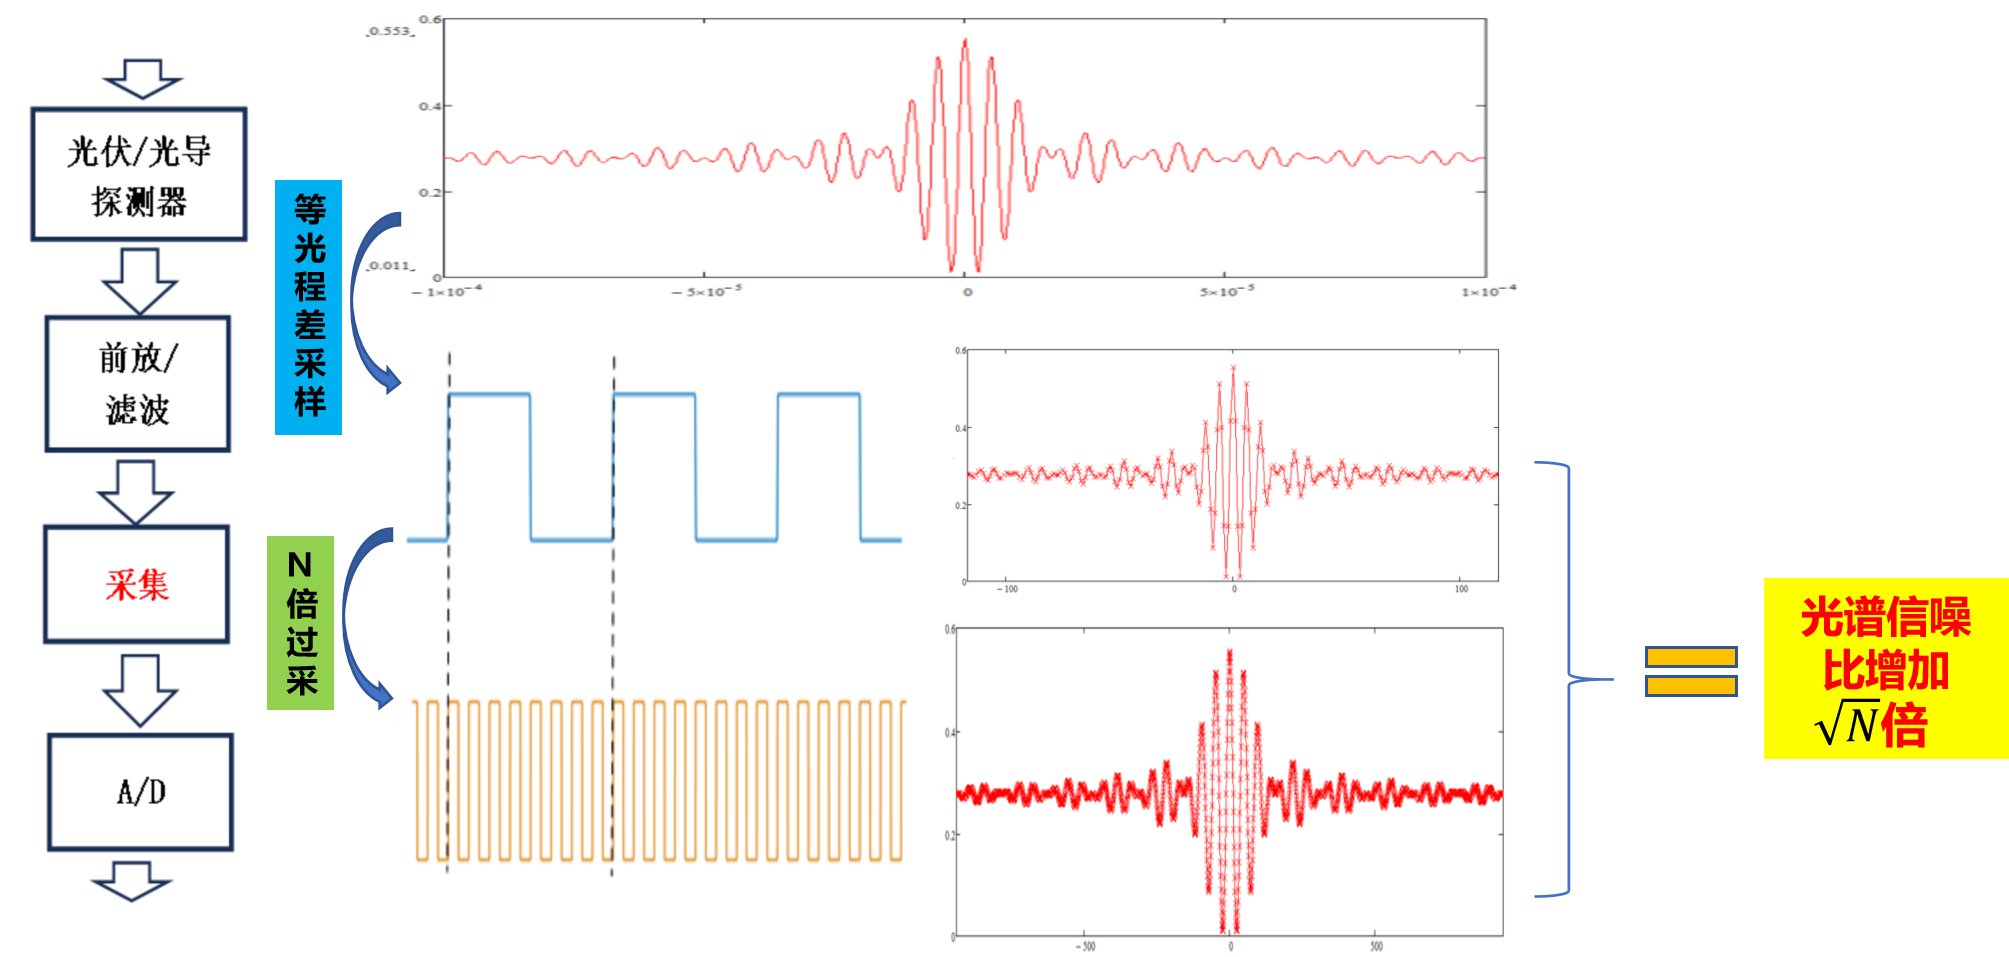 光伏/光导
探测器
前放/
滤波
采集
A/D
等
光
程
差
采
样
N
倍
过
采
0.6
0.553
0.4
0.2
0.011
0
−1×10⁻⁴
−5×10⁻⁵
0
5×10⁻⁵
1×10⁻⁴
0.6
0.4
0.2
0
−100
0
100
0.6
0.4
0.2
0
−500
0
500
光谱信噪
比增加
√N倍